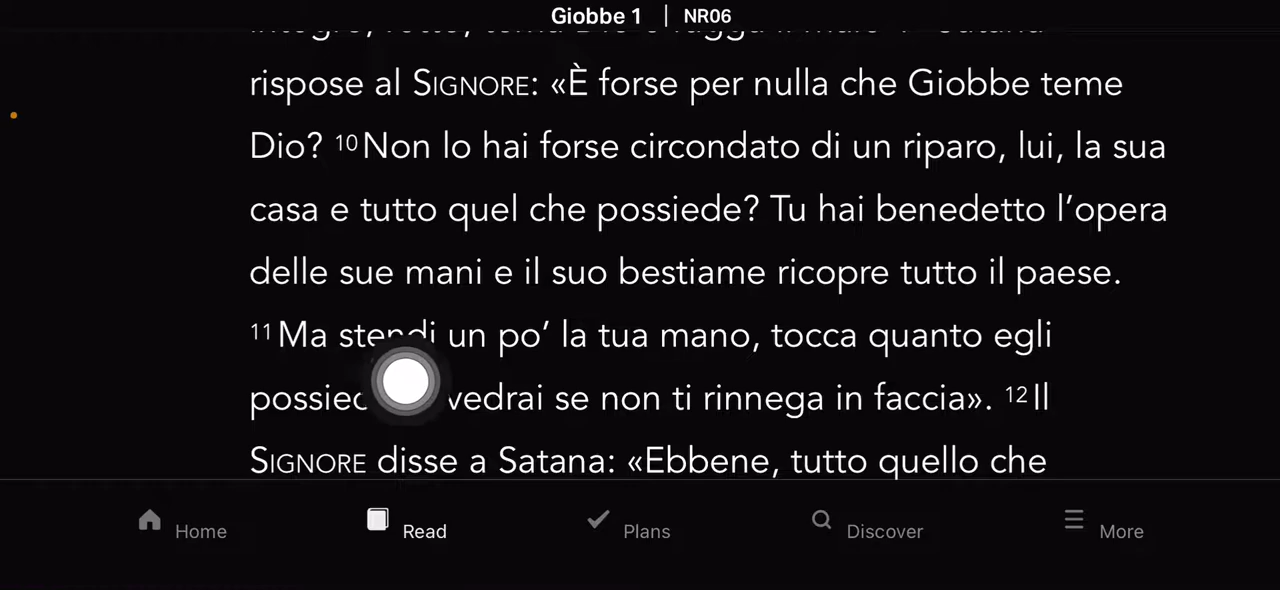 Giobbe 1 | NR06
rispose al SIGNORE: «È forse per nulla che Giobbe teme
Dio? 10 Non lo hai forse circondato di un riparo, lui, la sua
casa e tutto quel che possiede? Tu hai benedetto l’opera
delle sue mani e il suo bestiame ricopre tutto il paese.
11 Ma stendi un po’ la tua mano, tocca quanto egli
vedrai se non ti rinnega in faccia». 12 Il
SIGNORE disse a Satana: «Ebbene, tutto quello che
Home Read Plans Discover More